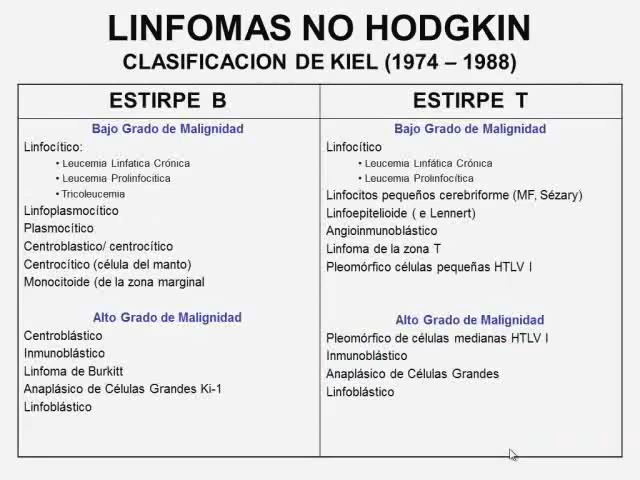 LINFOMAS NO HODGKIN
CLASIFICACION DE KIEL (1974 – 1988)
ESTIRPE B
Bajo Grado de Malignidad
Linfocítico:
• Leucemia Linfatica Crónica
• Leucemia Prolinfocitica
• Tricoleucemia
Linfoplasmocítico
Plasmocítico
Centroblastico/ centrocítico
Centrocítico (célula del manto)
Monocitoide (de la zona marginal
Alto Grado de Malignidad
Centroblástico
Inmunoblástico
Linfoma de Burkitt
Anaplásico de Células Grandes Ki-1
Linfoblástico
ESTIRPE T
Bajo Grado de Malignidad
Linfocítico
• Leucemia Linfática Crónica
• Leucemia Prolinfocítica
Linfocitos pequeños cerebriforme (MF, Sézary)
Linfoepitelioide ( e Lennert)
Angioinmunoblástico
Linfoma de la zona T
Pleomórfico células pequeñas HTLV I
Alto Grado de Malignidad
Pleomórfico de células medianas HTLV I
Inmunoblástico
Anaplásico de Células Grandes
Linfoblástico